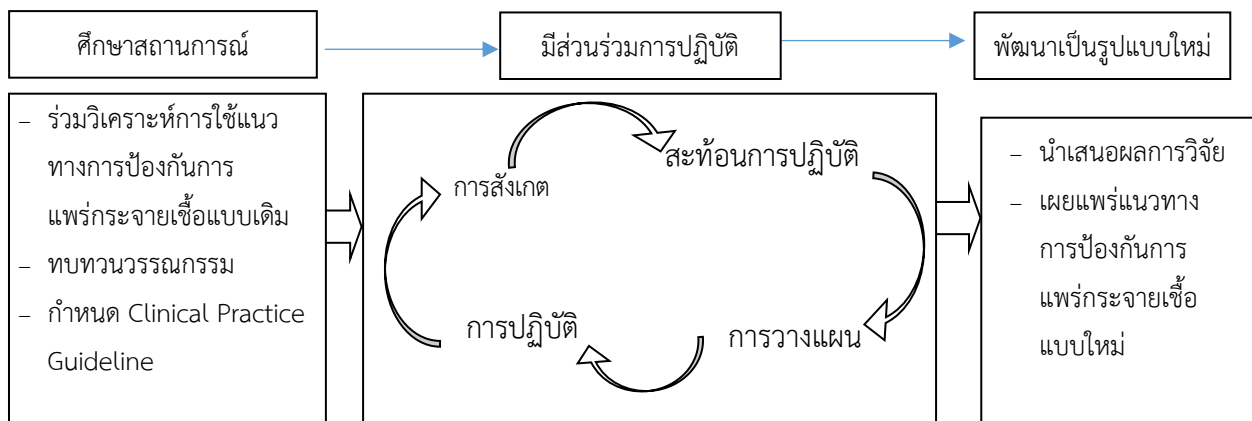 ศึกษาสถานการณ์
มีส่วนร่วมการปฏิบัติ
พัฒนาเป็นรูปแบบใหม่
– ร่วมวิเคราะห์การใช้แนว
ทางการป้องกันการ
แพร่กระจายเชื้อแบบเดิม
– ทบทวนวรรณกรรม
– กำหนด Clinical Practice
Guideline
สะท้อนการปฏิบัติ
การสังเกต
การปฏิบัติ
การวางแผน
– นำเสนอผลการวิจัย
– เผยแพร่แนวทาง
การป้องกันการ
แพร่กระจายเชื้อ
แบบใหม่